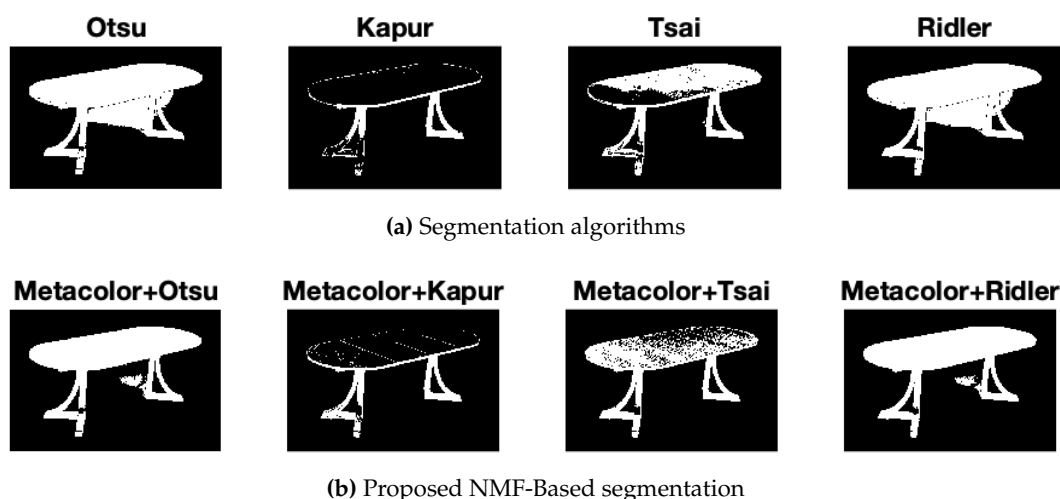 Otsu Kapur Tsai Ridler
(a) Segmentation algorithms
Metacolor+Otsu Metacolor+Kapur Metacolor+Tsai Metacolor+Ridler
(b) Proposed NMF-Based segmentation